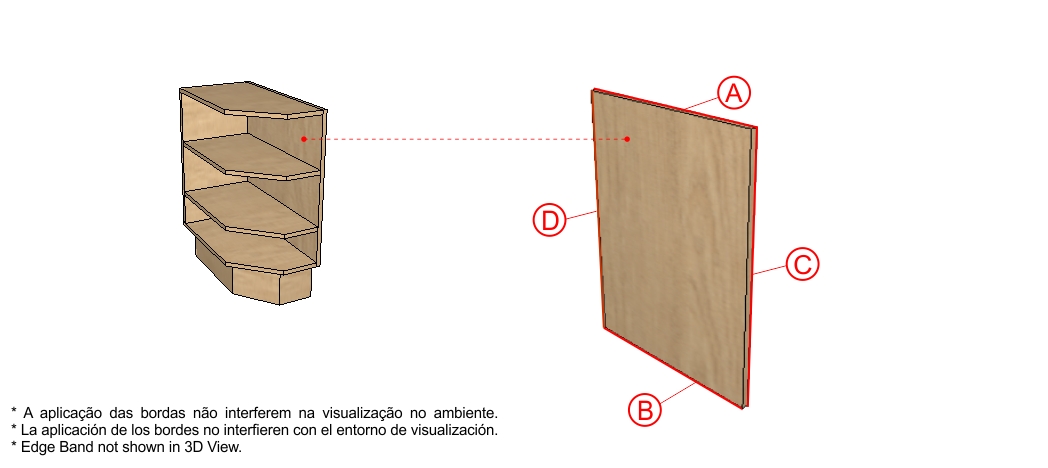 A
D
C
B
* A aplicação das bordas não interferem na visualização no ambiente.
* La aplicación de los bordes no interfieren con el entorno de visualización.
* Edge Band not shown in 3D View.